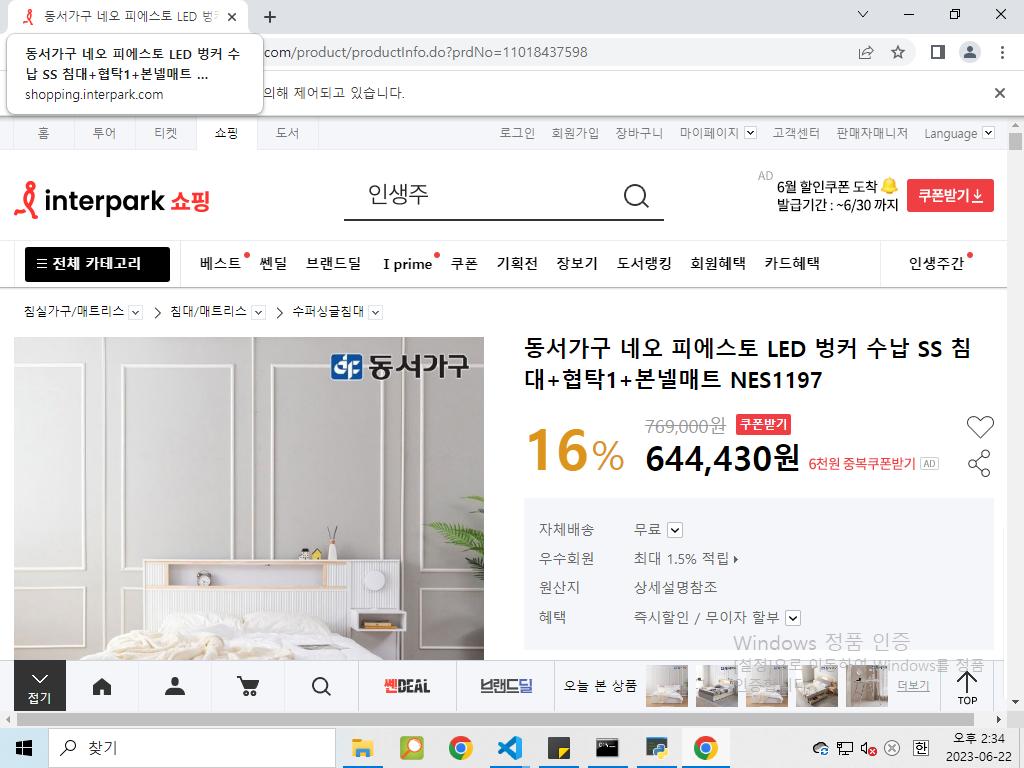 동서가구 네오 피에스토 LED 벙커
동서가구 네오 피에스토 LED 벙커 수
납 SS 침대+협탁1+본넬매트 ...
shopping.interpark.com
.com/product/productInfo.do?prdNo=11018437598
의해 제어되고 있습니다.
홈 투어 티켓 쇼핑 도서
로그인 회원가입 장바구니 마이페이지 고객센터 판매자매니저 Language
interpark 쇼핑
인생주
AD
6월 할인쿠폰 도착
발급기간 : ~6/30 까지
쿠폰받기
전체 카테고리
베스트 쎈딜 브랜드딜 I prime 쿠폰 기획전 장보기 도서랭킹 회원혜택 카드혜택 인생주간
침실가구/매트리스 침대/매트리스 수퍼싱글침대
동서가구
동서가구 네오 피에스토 LED 벙커 수납 SS 침
대+협탁1+본넬매트 NES1197
16%
769,000원 쿠폰받기
644,430원 6천원 중복쿠폰받기 AD
자체배송 무료
우수회원 최대 1.5% 적립
원산지 상세설명참조
혜택 즉시할인 / 무이자 할부
Windows 정품 인증
[설정]으로 이동하여 Windows를 정품
인증합니다.
접기
쎈DEAL
브랜드딜
오늘 본 상품
더보기
TOP
찾기
한
오후 2:34
2023-06-22